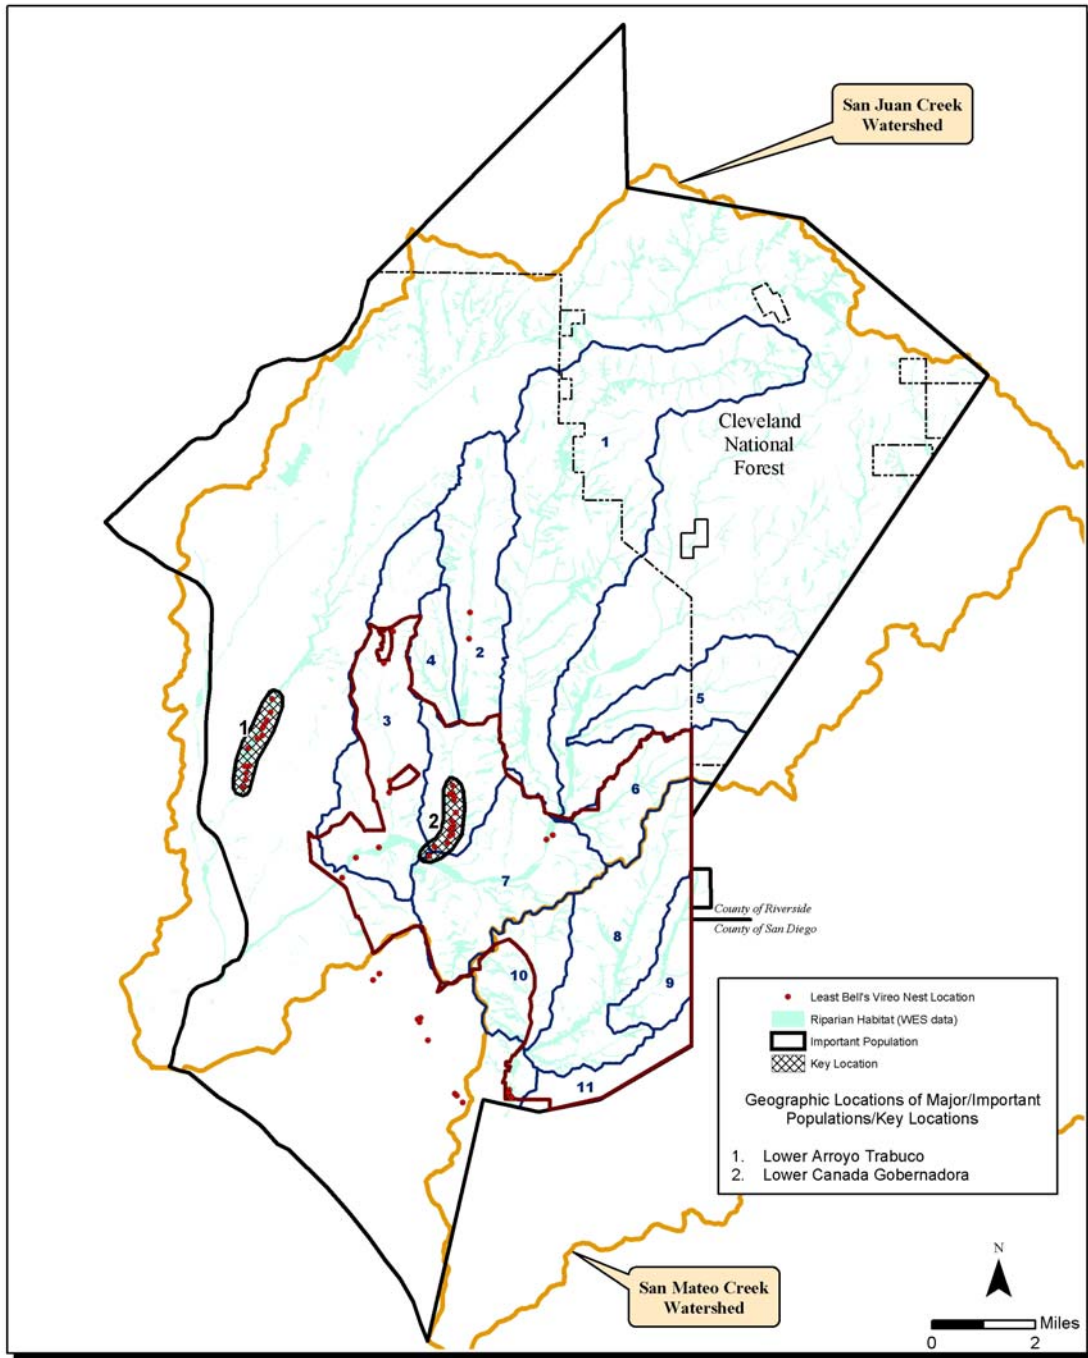 San Juan Creek
Watershed
Cleveland
National
Forest
1
2
4
5
3
1
6
2
7
County of Riverside
County of San Diego
8
9
10
11
Least Bell's Vireo Nest Location
Riparian Habitat (WES data)
Important Population
Key Location
Geographic Locations of Major/Important
Populations/Key Locations
1. Lower Arroyo Trabuco
2. Lower Canada Gobernadora
San Mateo Creek
Watershed
N
Miles
0 2